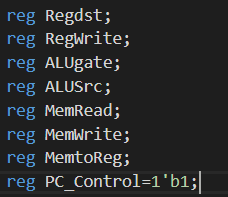 reg Regdst;
reg RegWrite;
reg ALUgate;
reg ALUSrc;
reg MemRead;
reg MemWrite;
reg MemtoReg;
reg PC_Control=1'b1;